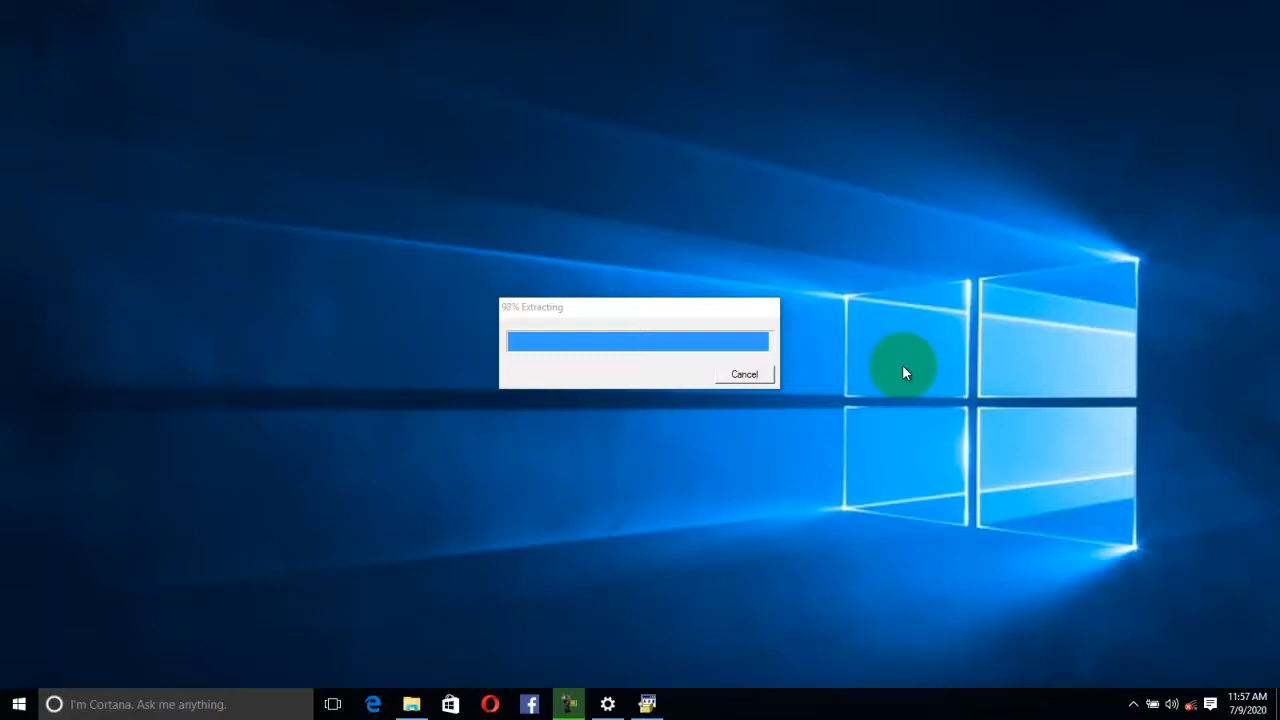 98% Extracting
Cancel
I'm Cortana. Ask me anything.
11:57 AM
7/9/2020